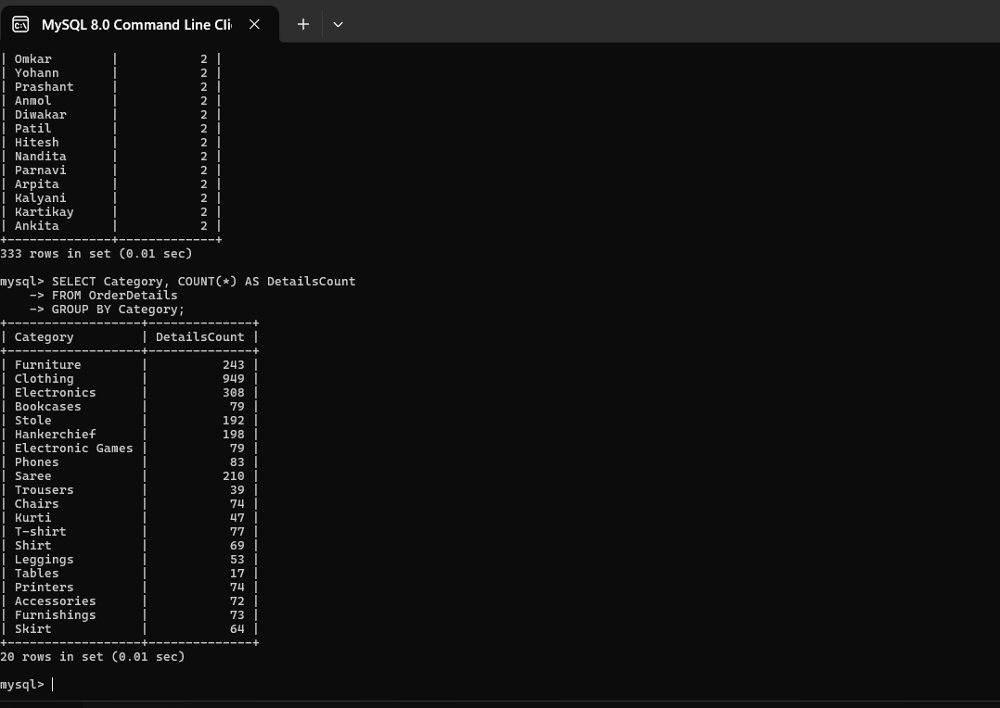 MySQL 8.0 Command Line Cli
| Omkar        |           2 |
| Yohann       |           2 |
| Prashant     |           2 |
| Anmol        |           2 |
| Diwakar      |           2 |
| Patil        |           2 |
| Hitesh       |           2 |
| Nandita      |           2 |
| Parnavi      |           2 |
| Arpita       |           2 |
| Kalyani      |           2 |
| Kartikay     |           2 |
| Ankita       |           2 |
+--------------+-------------+
333 rows in set (0.01 sec)
mysql> SELECT Category, COUNT(*) AS DetailsCount
    -> FROM OrderDetails
    -> GROUP BY Category;
+------------------+--------------+
| Category         | DetailsCount |
+------------------+--------------+
| Furniture        |          243 |
| Clothing         |          949 |
| Electronics      |          308 |
| Bookcases        |           79 |
| Stole            |          192 |
| Hankerchief      |          198 |
| Electronic Games |           79 |
| Phones           |           83 |
| Saree            |          210 |
| Trousers         |           39 |
| Chairs           |           74 |
| Kurti            |           47 |
| T-shirt          |           77 |
| Shirt            |           69 |
| Leggings         |           53 |
| Tables           |           17 |
| Printers         |           74 |
| Accessories      |           72 |
| Furnishings      |           73 |
| Skirt            |           64 |
+------------------+--------------+
20 rows in set (0.01 sec)
mysql>